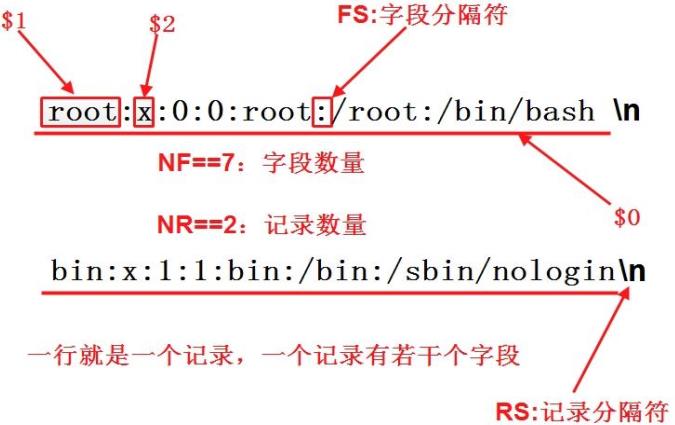 $1
$2
FS:字段分隔符
root:x:0:0:root:/root:/bin/bash \n
NF==7：字段数量
$0
NR==2：记录数量
bin:x:1:1:bin:/bin:/sbin/nologin\n
一行就是一个记录，一个记录有若干个字段
RS:记录分隔符